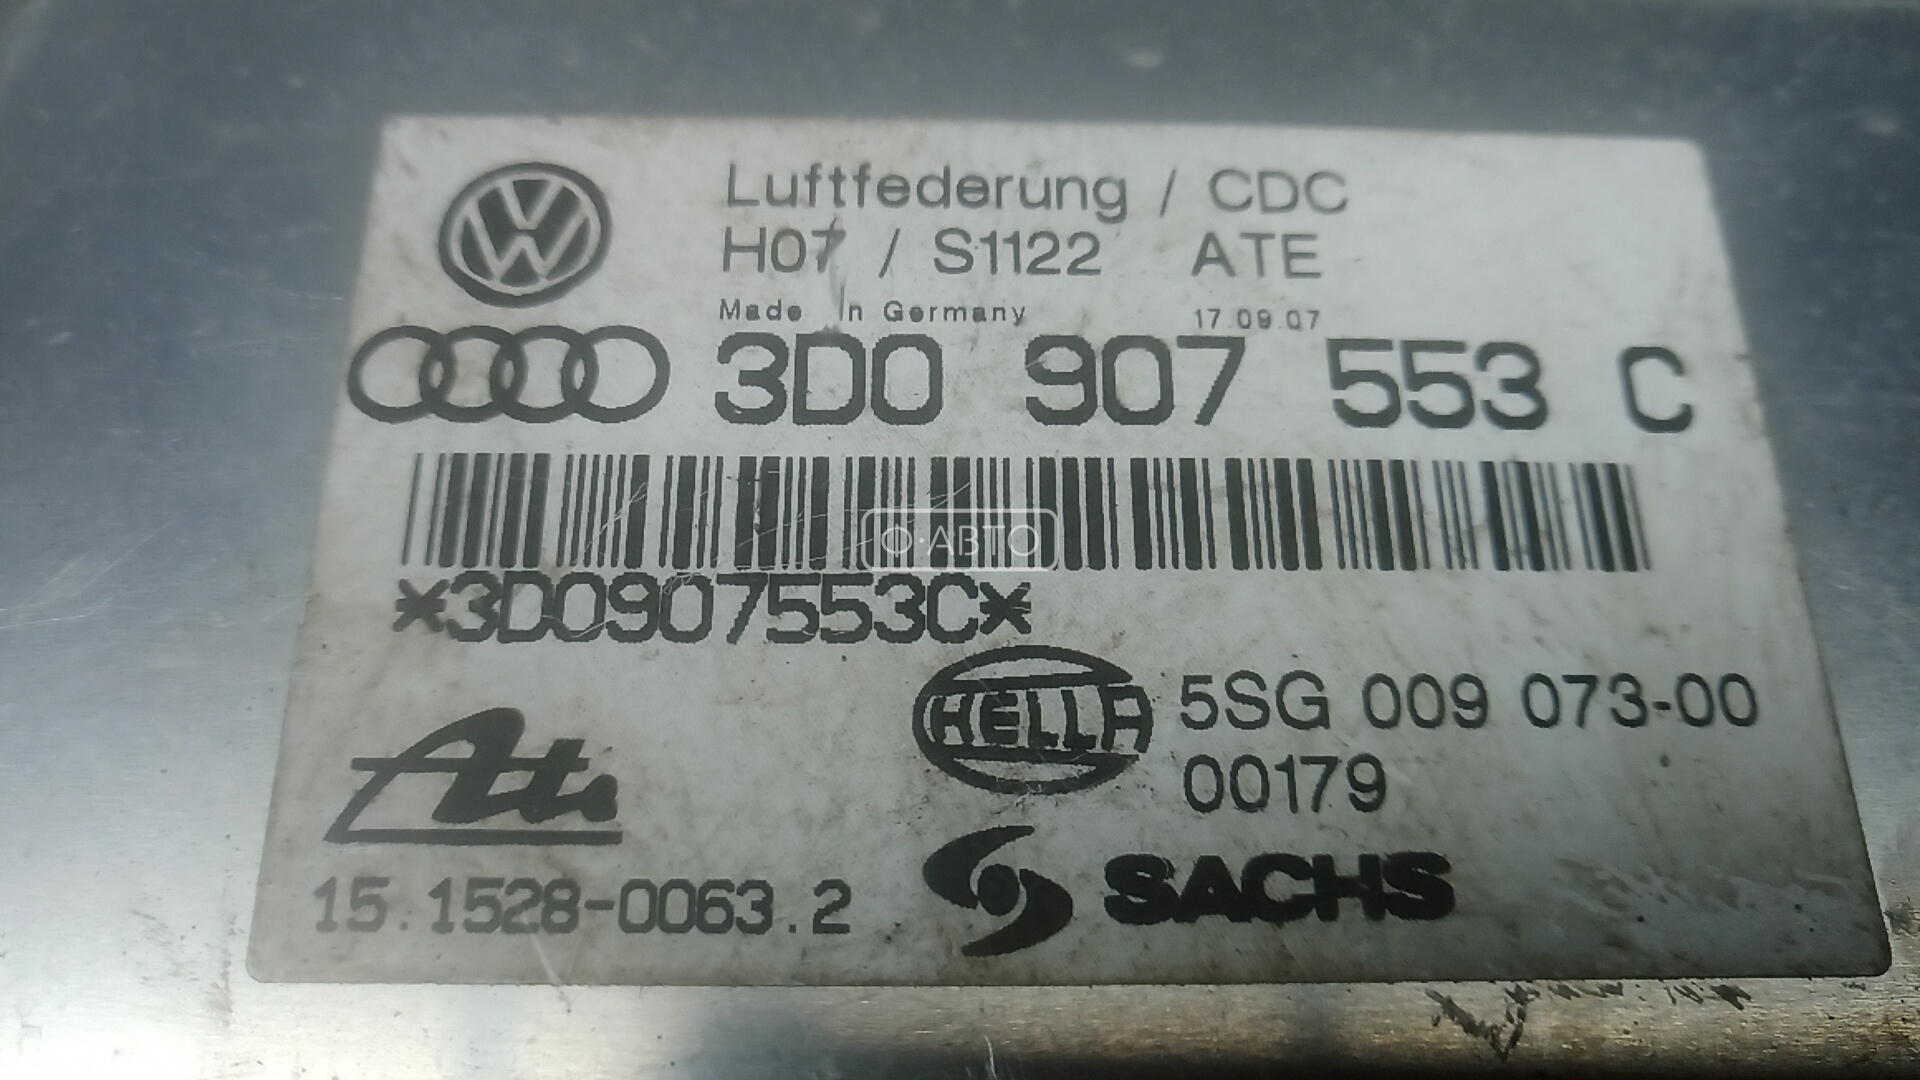 Luftfederung / CDC
H07 / S1122 ATE
Made In Germany 17.09.07
3D0 907 553 C
АВТО
*3D0907553C*
HELLA 5SG 009 073-00
00179
Ate
SACHS
15.1528-0063.2